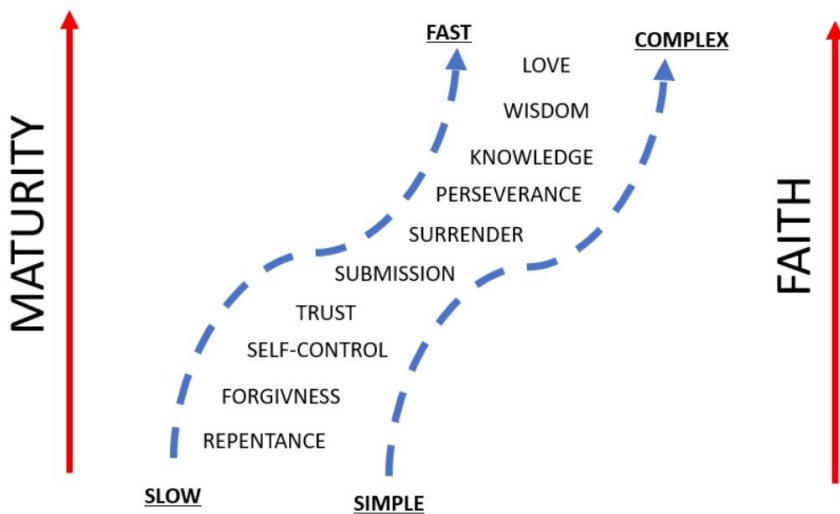 FAST
COMPLEX
LOVE
WISDOM
KNOWLEDGE
PERSEVERANCE
SURRENDER
SUBMISSION
TRUST
SELF-CONTROL
FORGIVNESS
REPENTANCE
SLOW
SIMPLE
MATURITY
FAITH